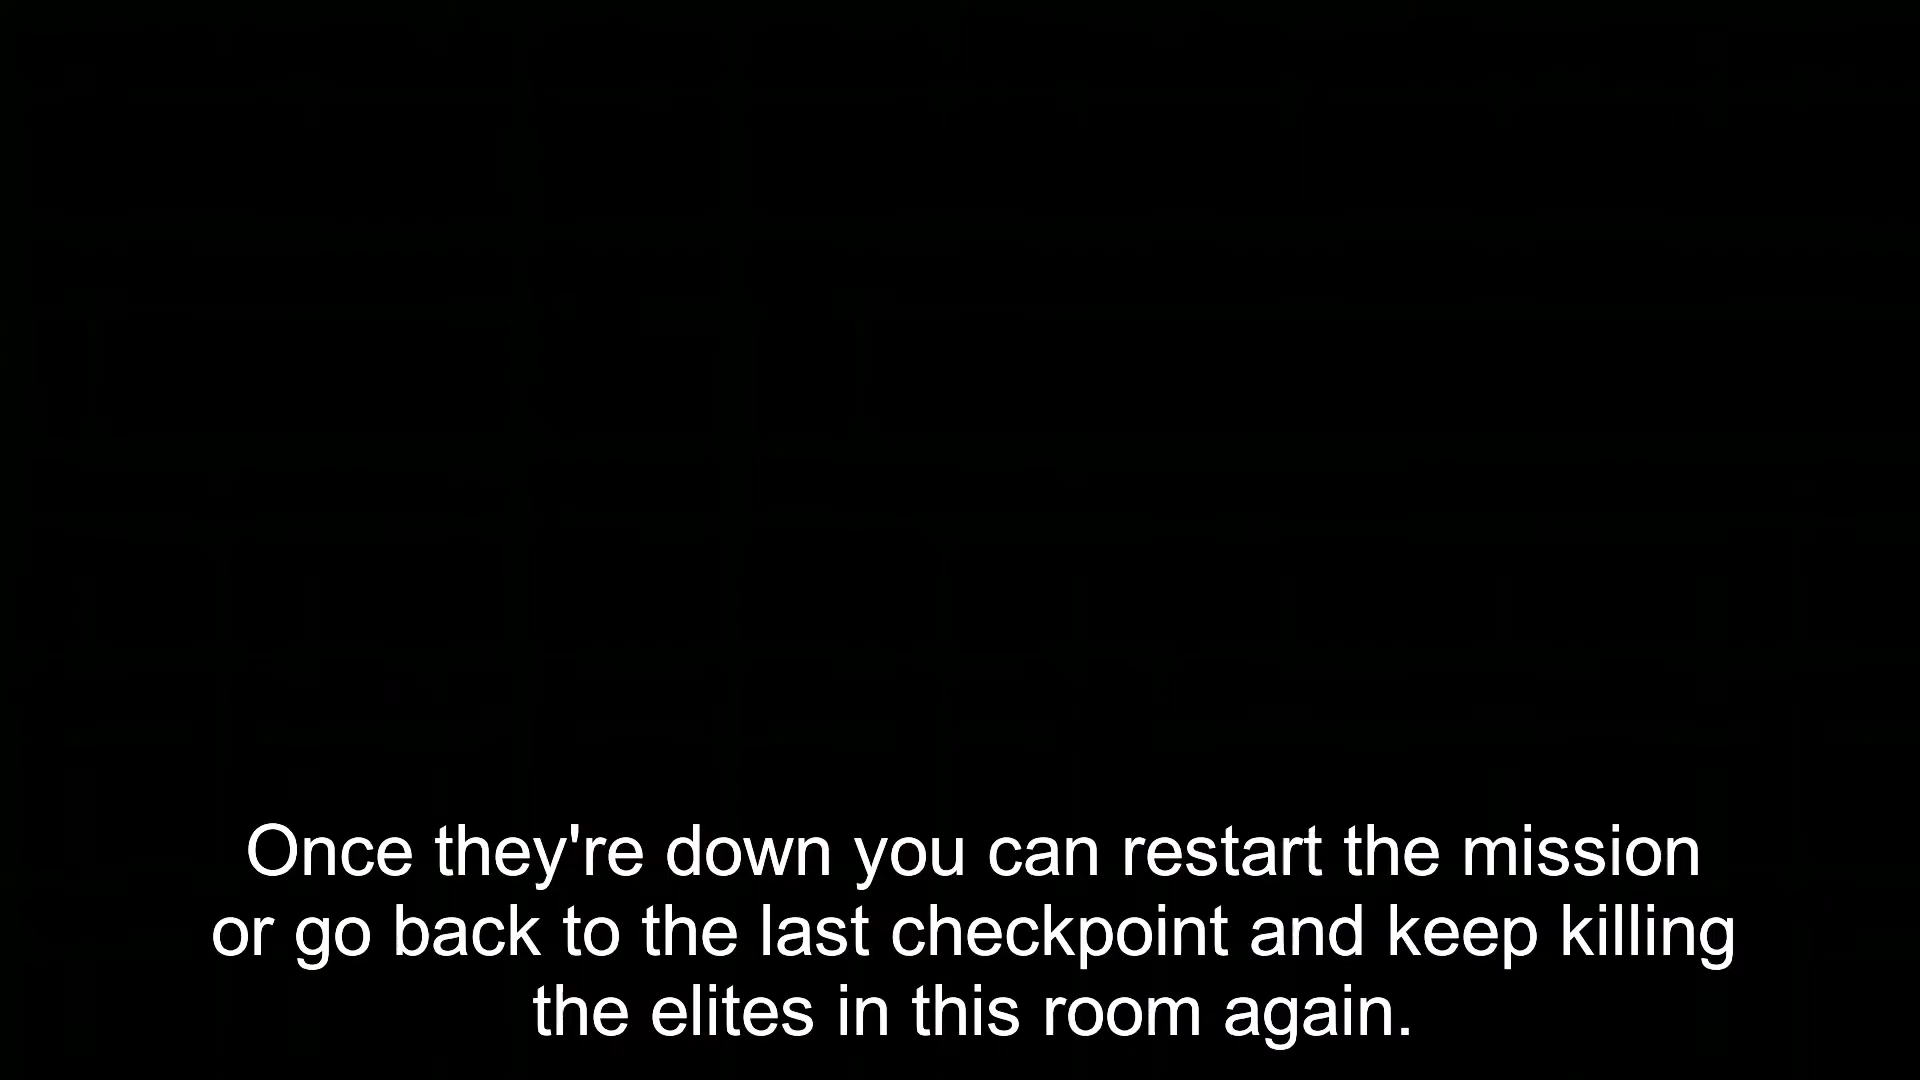 Once they're down you can restart the mission
or go back to the last checkpoint and keep killing
the elites in this room again.